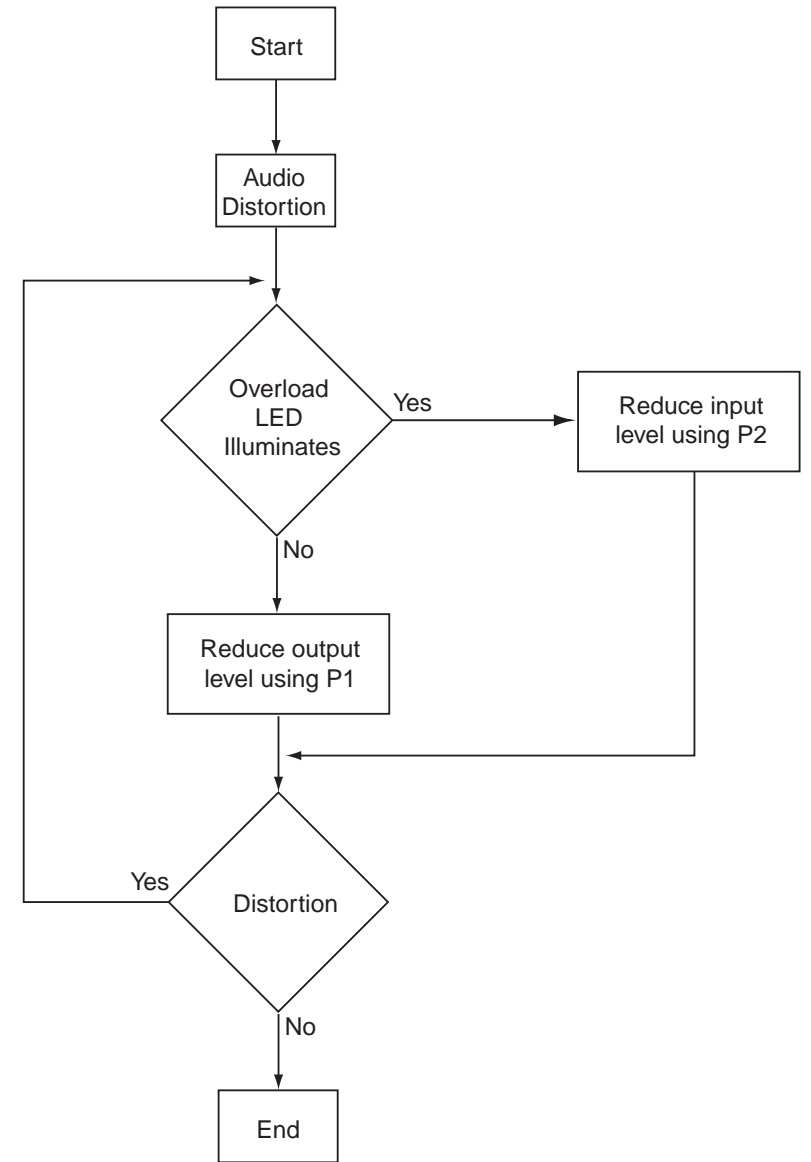 Start
Audio
Distortion
Overload
LED
Illuminates
Yes
Reduce input
level using P2
No
Reduce output
level using P1
Yes
Distortion
No
End